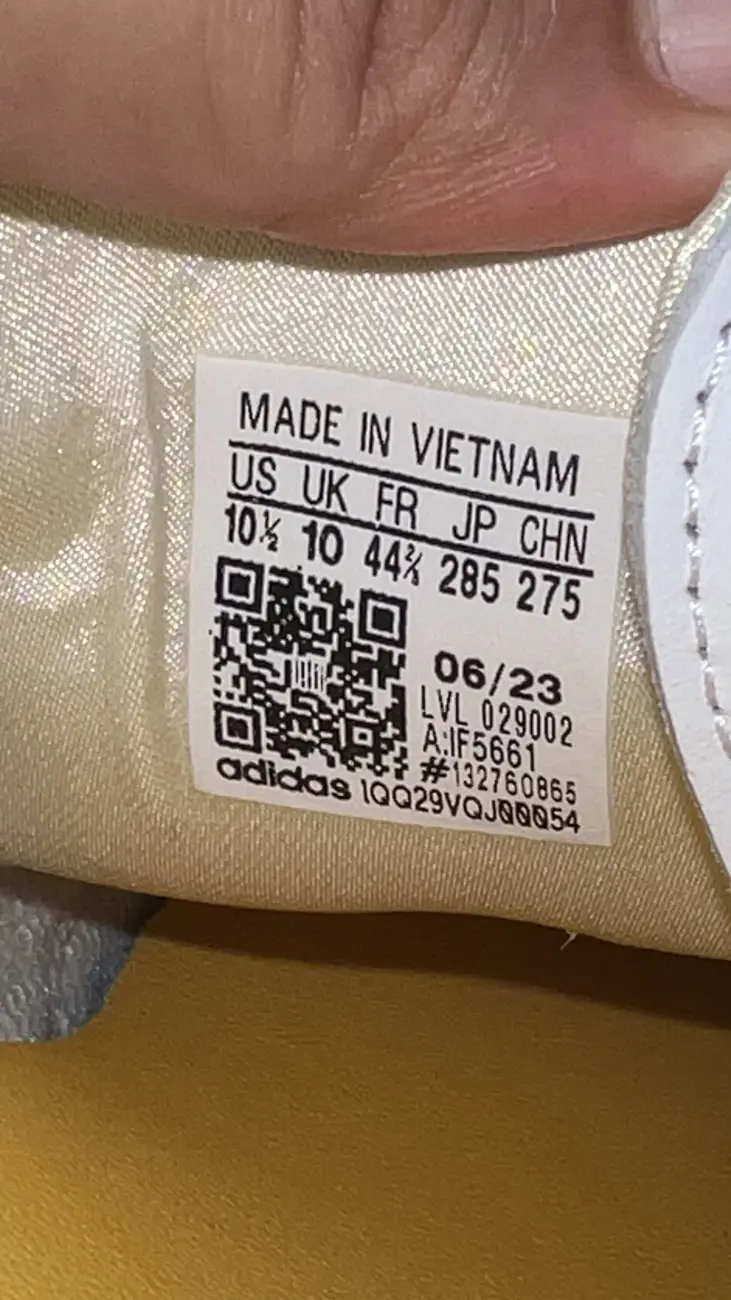 MADE IN VIETNAM
US UK FR JP CHN
10½ 10 44⅔ 285 275
06/23
LVL 029002
A:IF5661
#132760865
adidas 1QQ29VQJ00054